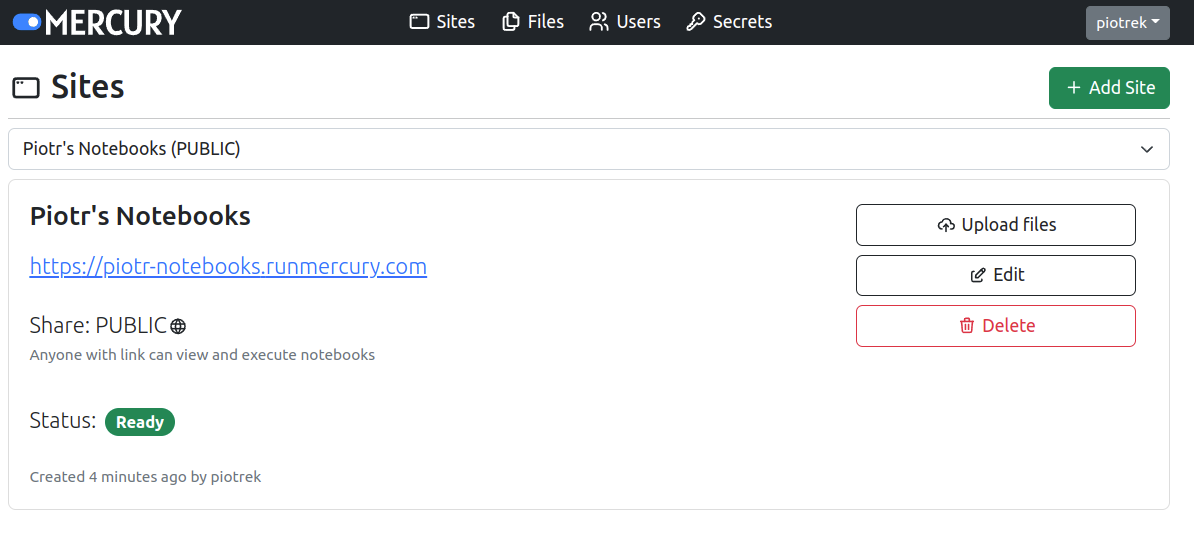 MERCURY
Sites Files Users Secrets
piotrek
Sites
+ Add Site
Piotr's Notebooks (PUBLIC)
Piotr's Notebooks
Upload files
https://piotr-notebooks.runmercury.com
Edit
Share: PUBLIC
Delete
Anyone with link can view and execute notebooks
Status: Ready
Created 4 minutes ago by piotrek